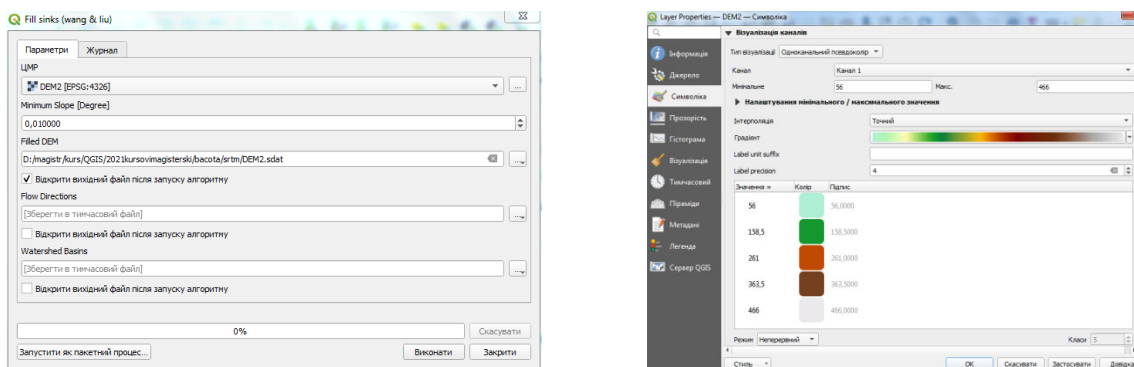 Fill sinks (wang & liu)
Параметри Журнал
ЦМР
DEM2 [EPSG:4326]
Minimum Slope [Degree]
0,010000
Filled DEM
D:/magistr/kurs/QGIS/2021kursovimagisterski/bacota/srtm/DEM2.sdat
Відкрити вихідний файл після запуску алгоритму
Flow Directions
[Зберегти в тимчасовий файл]
Відкрити вихідний файл після запуску алгоритму
Watershed Basins
[Зберегти в тимчасовий файл]
Відкрити вихідний файл після запуску алгоритму
0% Скасувати
Запустити як пакетний процес... Виконати Закрити
Layer Properties — DEM2 — Символіка
Інформація
Джерело
Символіка
Прозорість
Гістограма
Візуалізація
Тимчасовий
Піраміди
Метадані
Легенда
Сервер QGIS
Візуалізація каналів
Тип візуалізації Одноканальний псевдоколір
Канал Канал 1
Мінімальне 56 Макс. 466
Налаштування мінімального / максимального значення
Інтерполяція Точний
Градієнт
Label unit suffix
Label precision 4
Значення = Колір Підпис
56 56,0000
158,5 158,5000
261 261,0000
363,5 363,5000
466 466,0000
Режим Неперервний Класи 5
Стиль OK Скасувати Застосувати Довідка